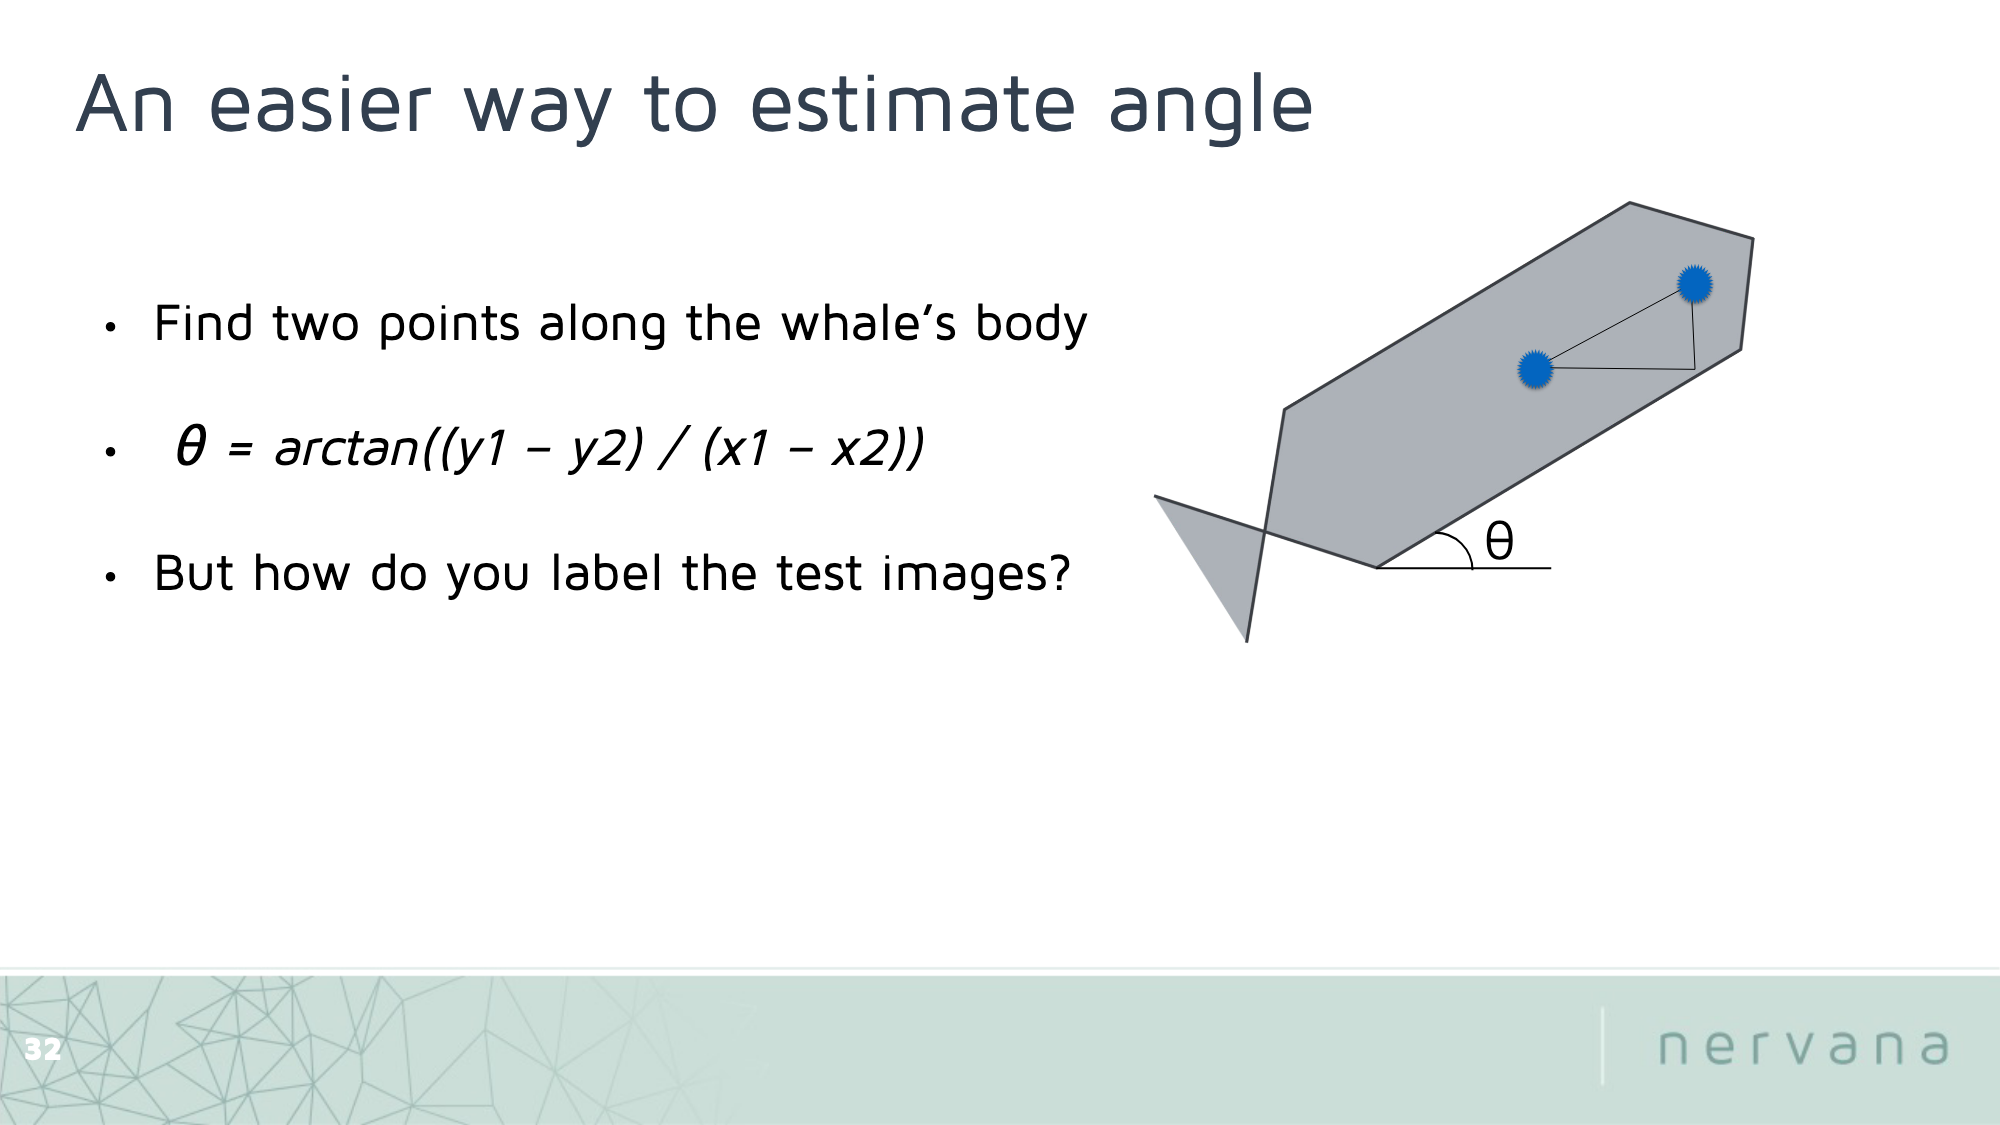 An easier way to estimate angle
• Find two points along the whale’s body
• θ = arctan((y1 – y2) / (x1 – x2))
• But how do you label the test images?
θ
32
nervana